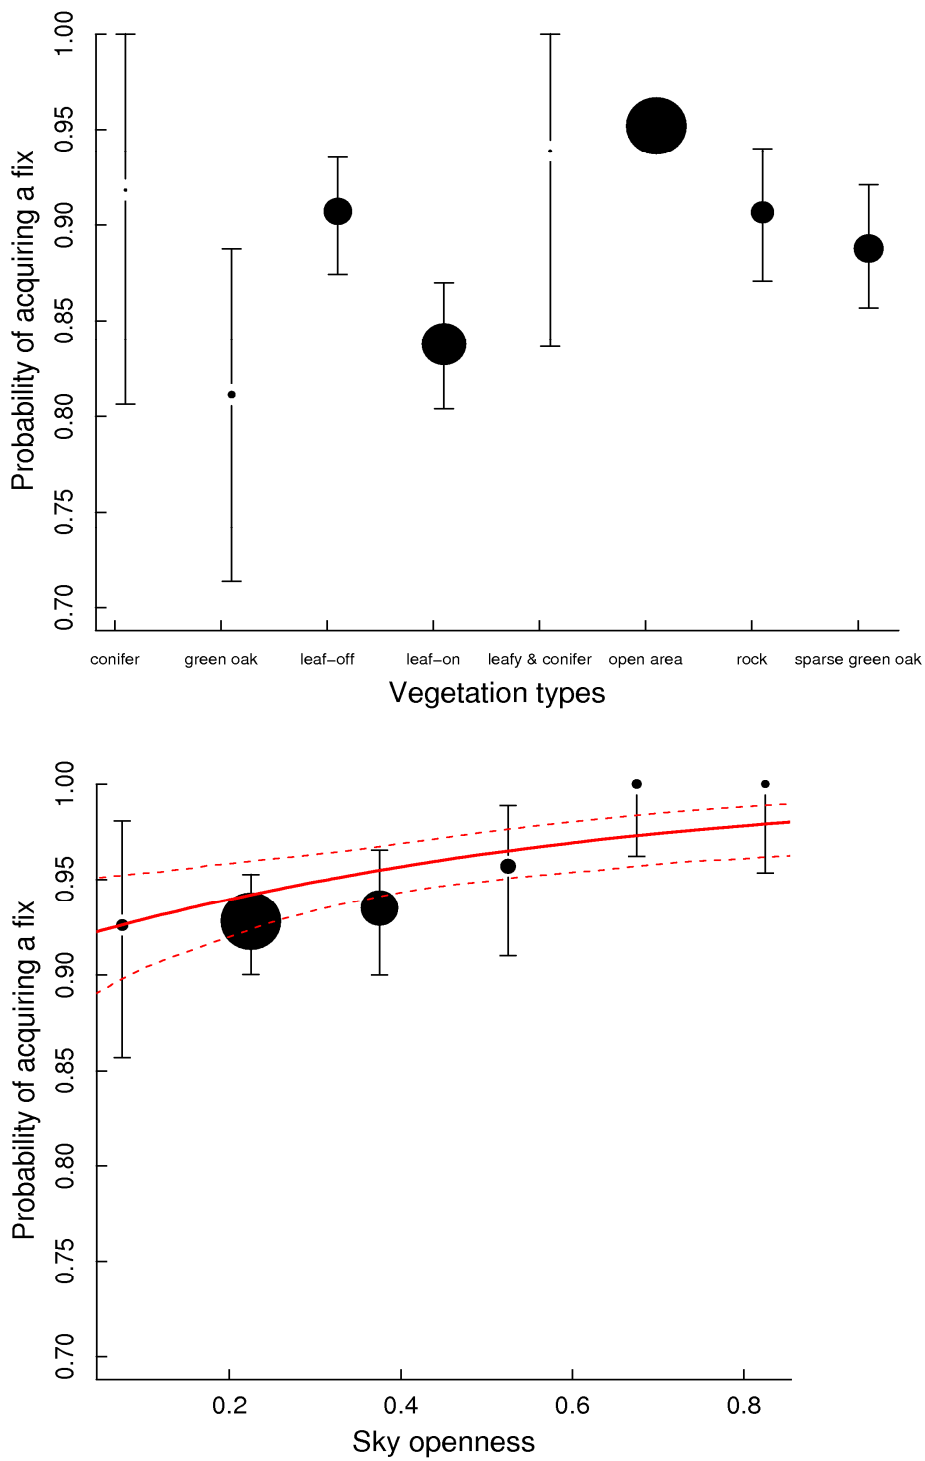 Probability of acquiring a fix
1.00
0.95
0.90
0.85
0.80
0.75
0.70
conifer green oak leaf−off leaf−on leafy & conifer open area rock sparse green oak
Vegetation types
Probability of acquiring a fix
1.00
0.95
0.90
0.85
0.80
0.75
0.70
0.2 0.4 0.6 0.8
Sky openness